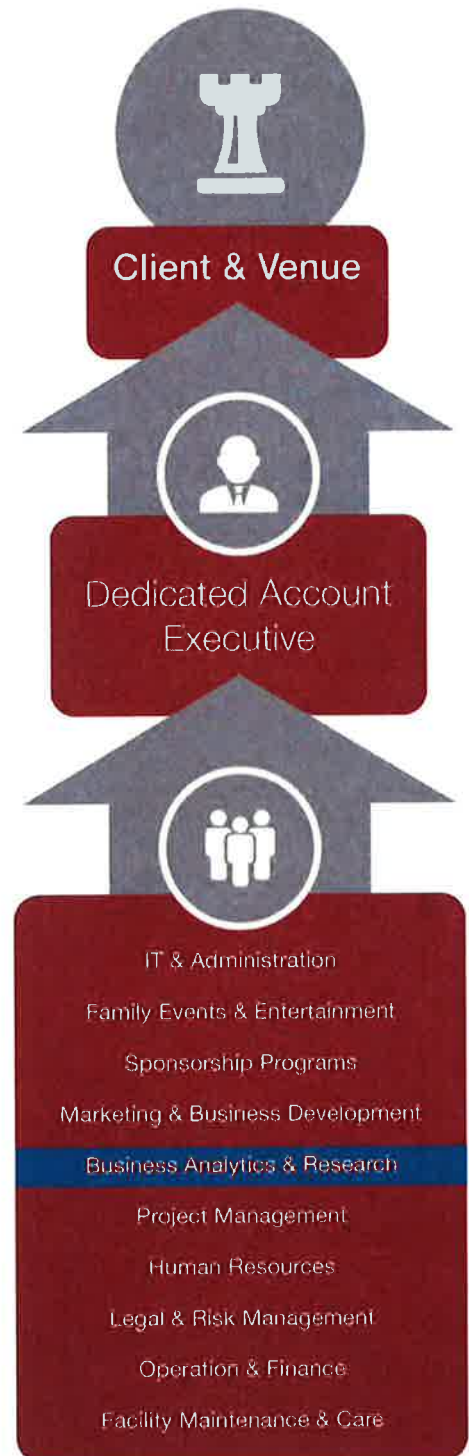 Client & Venue
Dedicated Account
Executive
IT & Administration
Family Events & Entertainment
Sponsorship Programs
Marketing & Business Development
Business Analytics & Research
Project Management
Human Resources
Legal & Risk Management
Operation & Finance
Facility Maintenance & Care